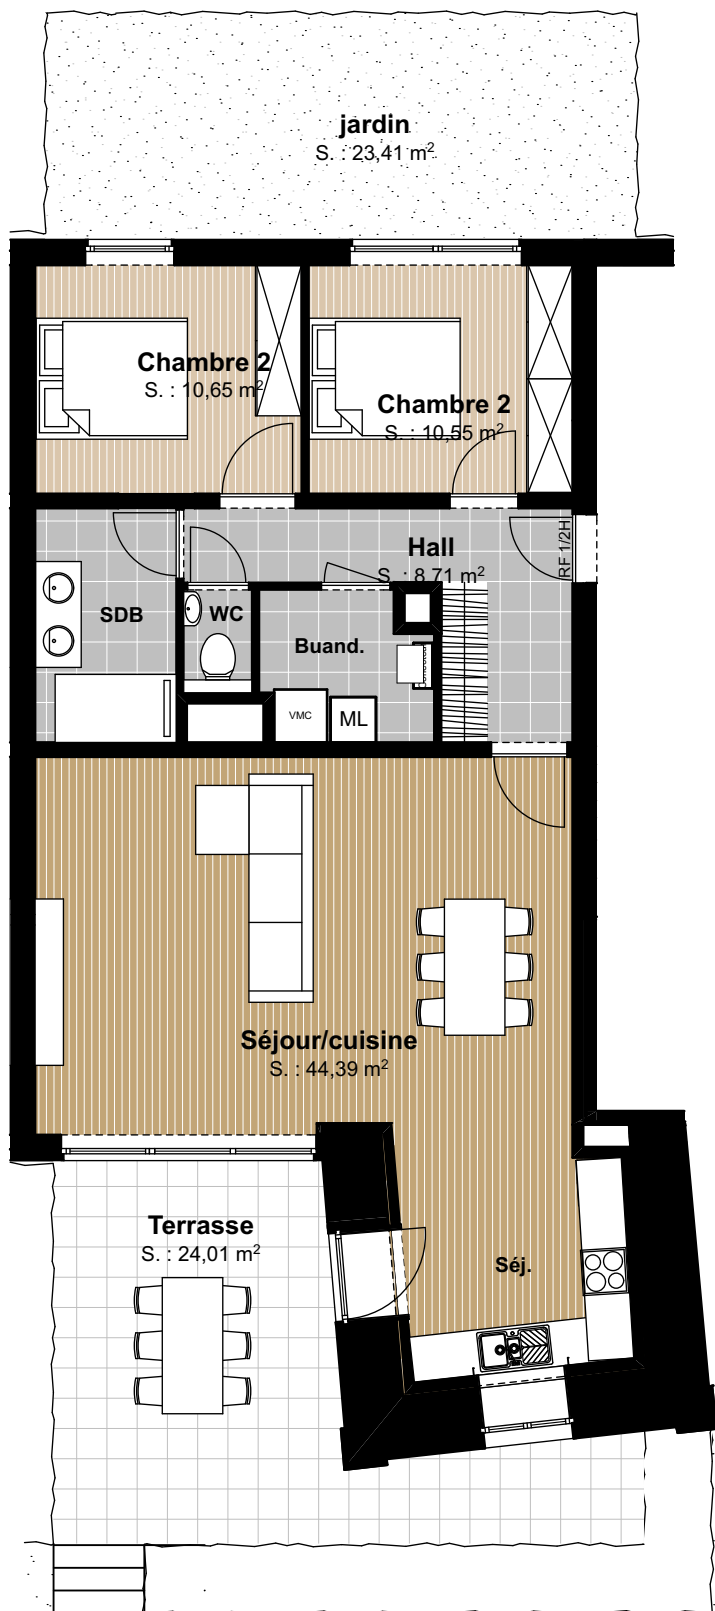 jardin
S. : 23,41 m²
Chambre 2
S. : 10,65 m²
Chambre 2
S. : 10,55 m²
Hall
S. : 8,71 m²
RF 1/2H
SDB
WC
Buand.
VMC
ML
Séjour/cuisine
S. : 44,39 m²
Terrasse
S. : 24,01 m²
Séj.